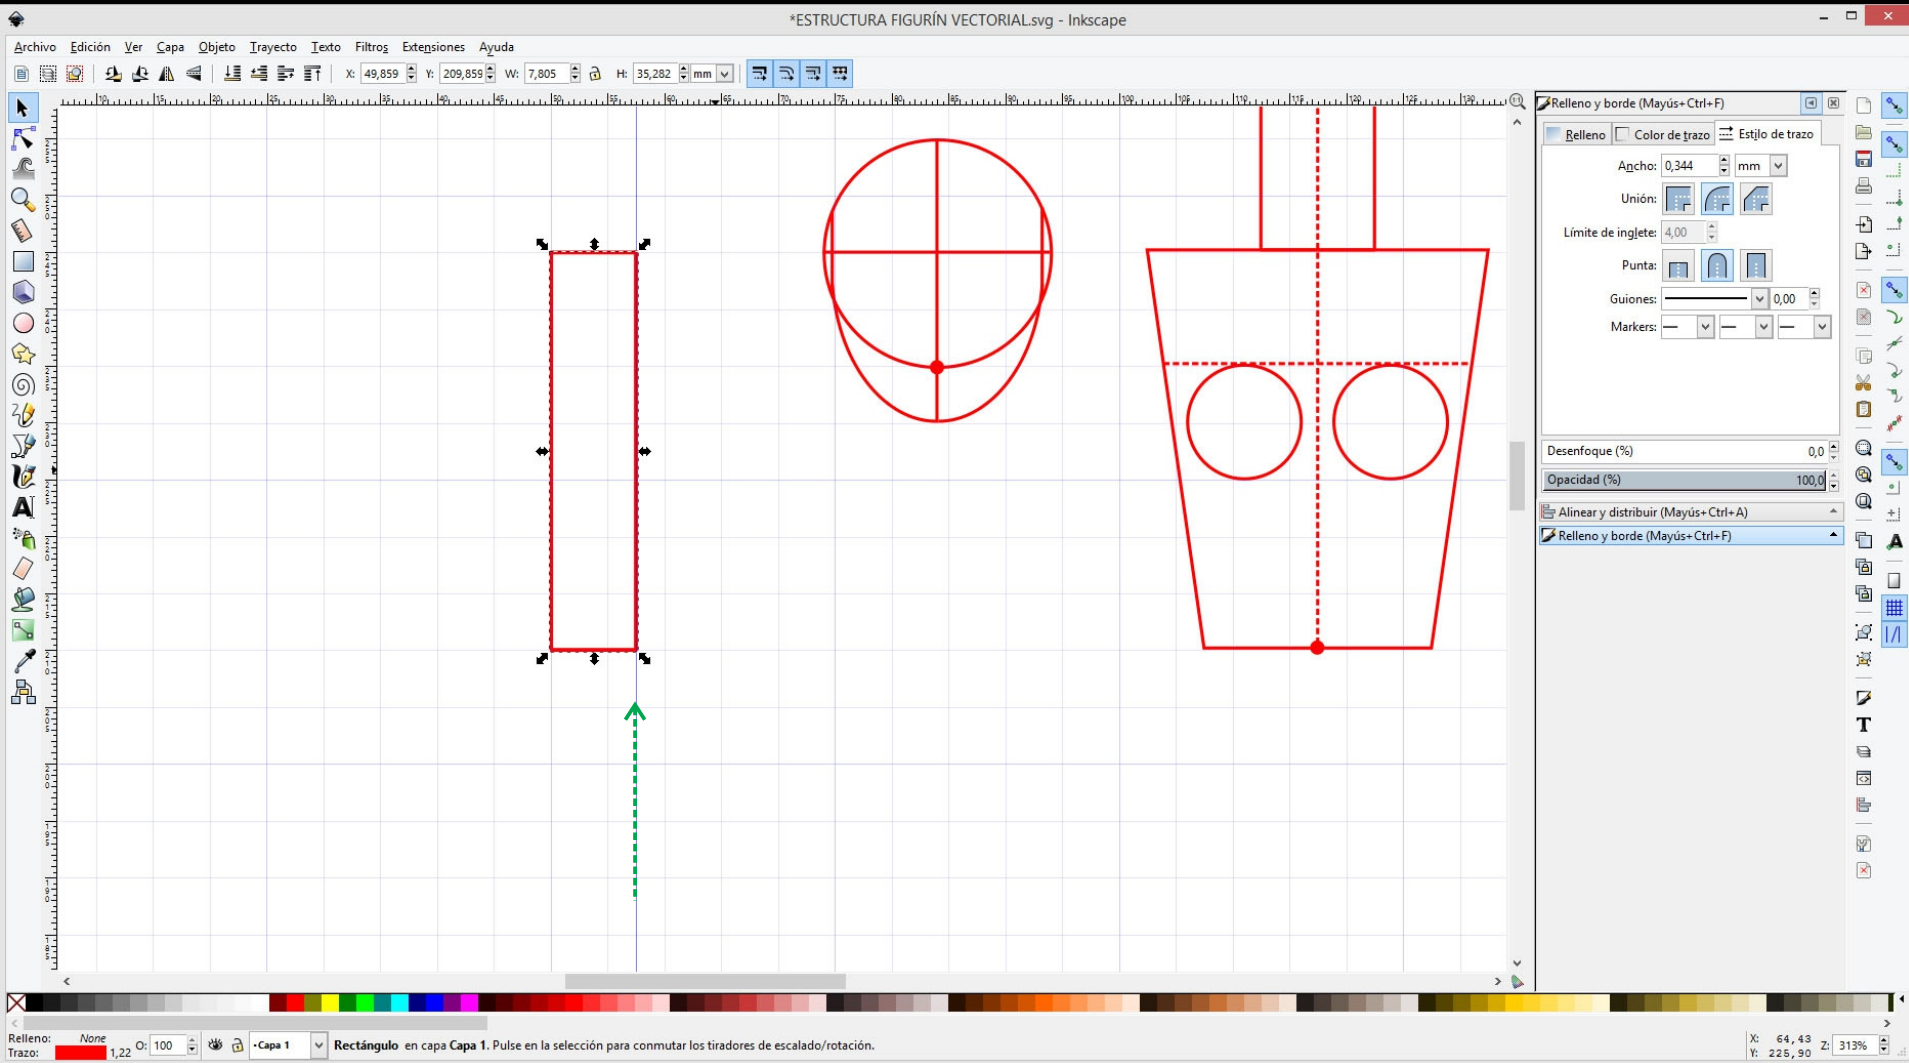 *ESTRUCTURA FIGURÍN VECTORIAL.svg - Inkscape
Archivo Edición Ver Capa Objeto Trayecto Texto Filtros Extensiones Ayuda
X: 49,859 Y: 209,859 W: 7,805 H: 35,282 mm
Relleno y borde (Mayús+Ctrl+F)
Relleno Color de trazo Estilo de trazo
Ancho: 0,344 mm
Unión:
Límite de inglete: 4,00
Punta:
Guiones: 0,00
Markers:
Desenfoque (%) 0,0
Opacidad (%) 100,0
Alinear y distribuir (Mayús+Ctrl+A)
Relleno y borde (Mayús+Ctrl+F)
Relleno: None
Trazo: 1,22 O: 100 •Capa 1 Rectángulo en capa Capa 1. Pulse en la selección para conmutar los tiradores de escalado/rotación.
X: 64,43
Y: 225,90 Z: 313%